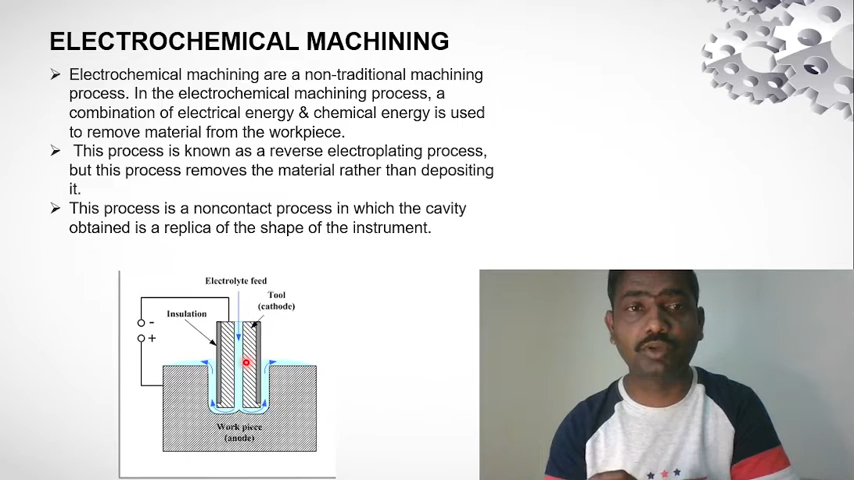 ELECTROCHEMICAL MACHINING
➢ Electrochemical machining are a non-traditional machining
process. In the electrochemical machining process, a
combination of electrical energy & chemical energy is used
to remove material from the workpiece.
➢ This process is known as a reverse electroplating process,
but this process removes the material rather than depositing
it.
➢ This process is a noncontact process in which the cavity
obtained is a replica of the shape of the instrument.
Electrolyte feed
Tool
(cathode)
Insulation
-
+
Work piece
(anode)